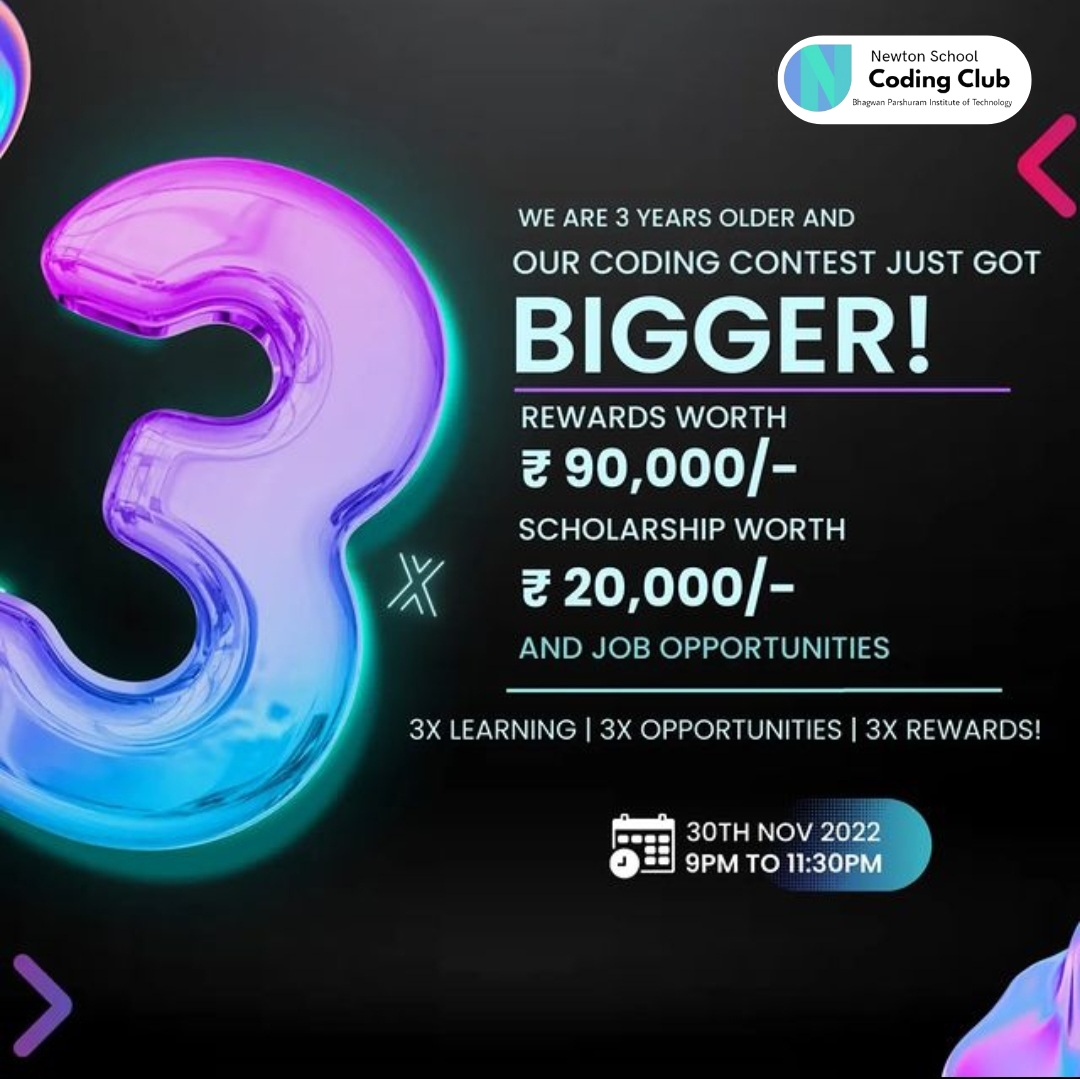 Newton School
Coding Club
Bhagwan Parshuram Institute of Technology
WE ARE 3 YEARS OLDER AND
OUR CODING CONTEST JUST GOT
BIGGER!
REWARDS WORTH
₹ 90,000/-
SCHOLARSHIP WORTH
₹ 20,000/-
AND JOB OPPORTUNITIES
3X
3X LEARNING | 3X OPPORTUNITIES | 3X REWARDS!
30TH NOV 2022
9PM TO 11:30PM